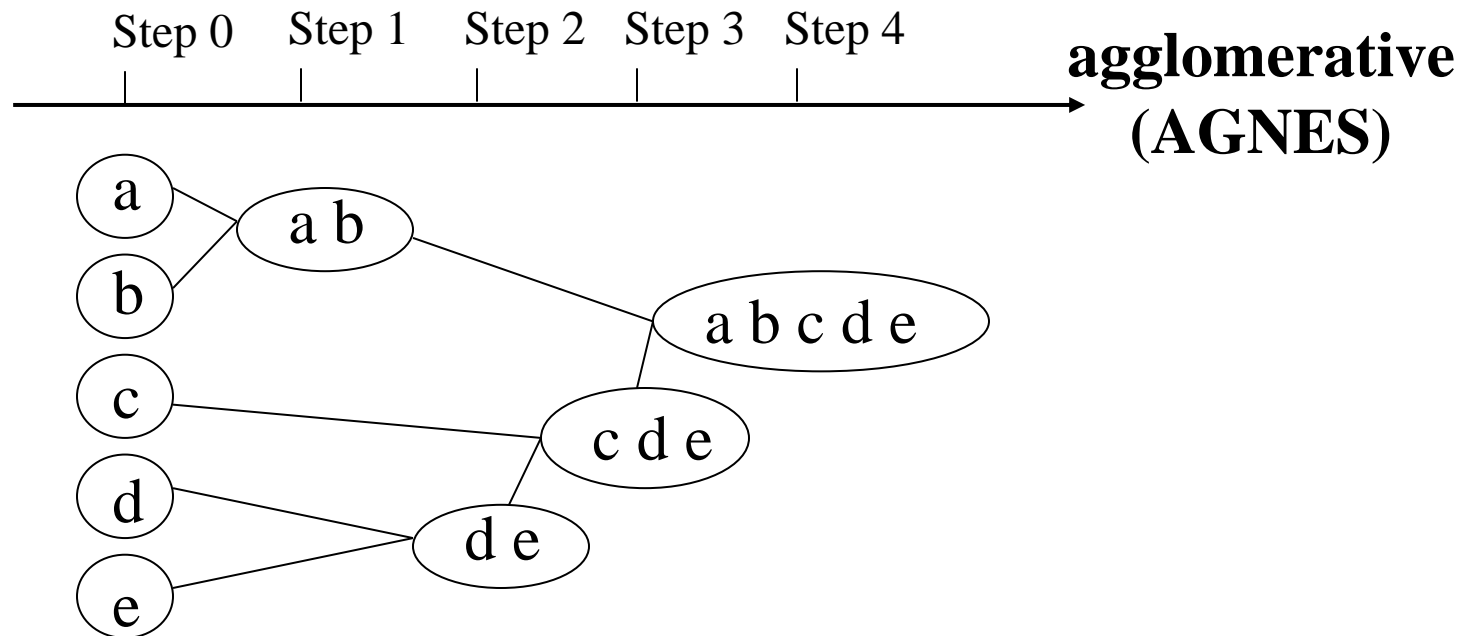 Step 0 Step 1 Step 2 Step 3 Step 4
agglomerative
(AGNES)
a
a b
b
a b c d e
c
c d e
d
d e
e